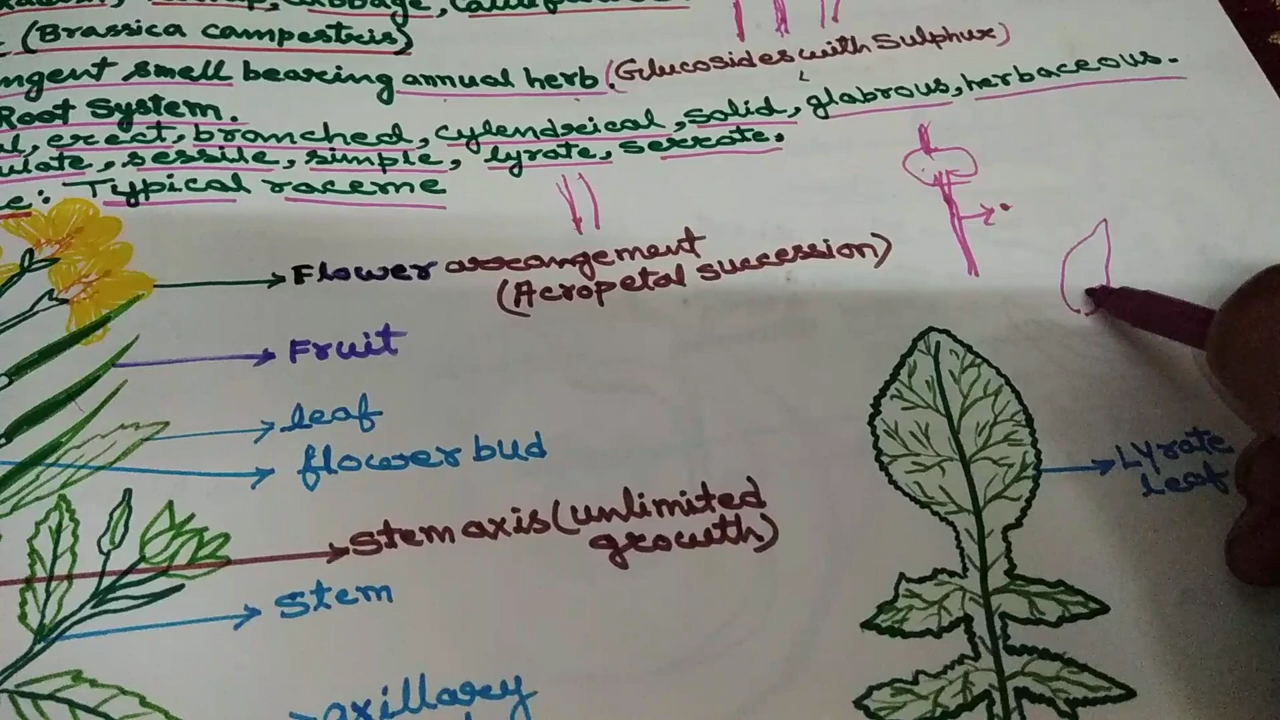 Cabbage,
(Brassica campestris)
ngent smell bearing annual herb (Glucosides with Sulphur)
Root System.
al, erect, branched, cylendrical, solid, glabrous, herbaceous.
ulate, sessile, simple, lyrate, serrate.
e: Typical raceme
Flower arrangement
(Acropetal succession)
Fruit
leaf
flower bud
Lyrate
leaf
Stem axis (unlimited
growth)
Stem
axillary